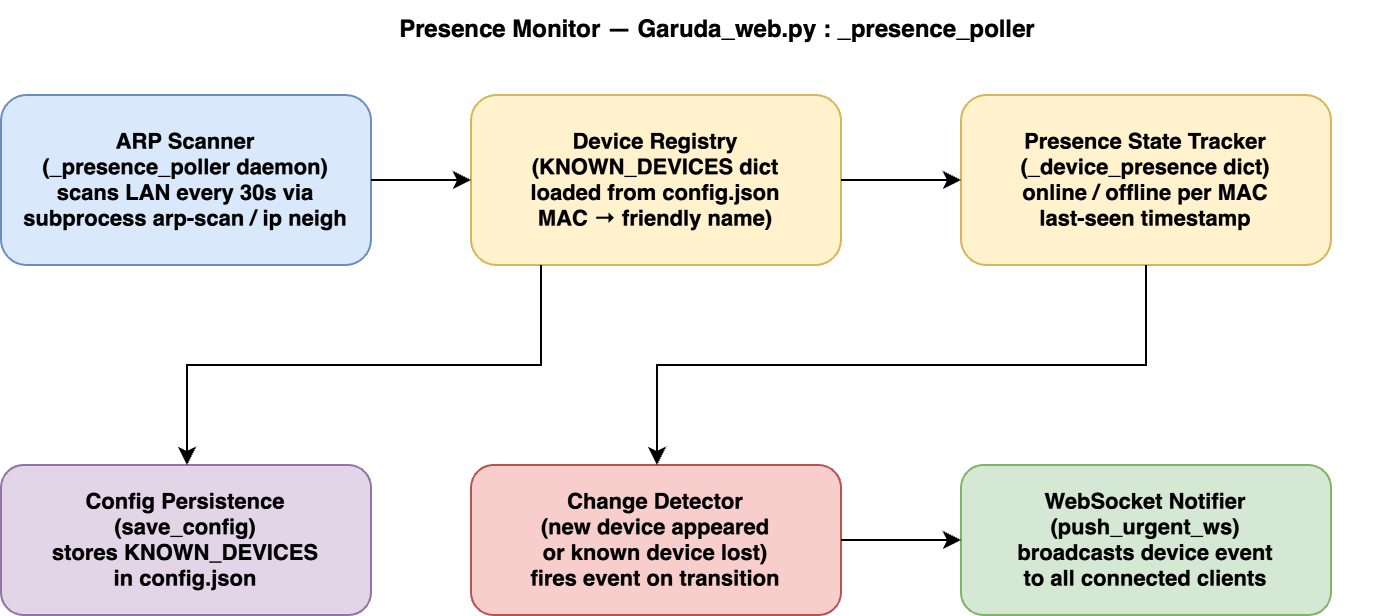 Presence Monitor — Garuda_web.py : _presence_poller
ARP Scanner
(_presence_poller daemon)
scans LAN every 30s via
subprocess arp-scan / ip neigh
Device Registry
(KNOWN_DEVICES dict
loaded from config.json
MAC → friendly name)
Presence State Tracker
(_device_presence dict)
online / offline per MAC
last-seen timestamp
Config Persistence
(save_config)
stores KNOWN_DEVICES
in config.json
Change Detector
(new device appeared
or known device lost)
fires event on transition
WebSocket Notifier
(push_urgent_ws)
broadcasts device event
to all connected clients